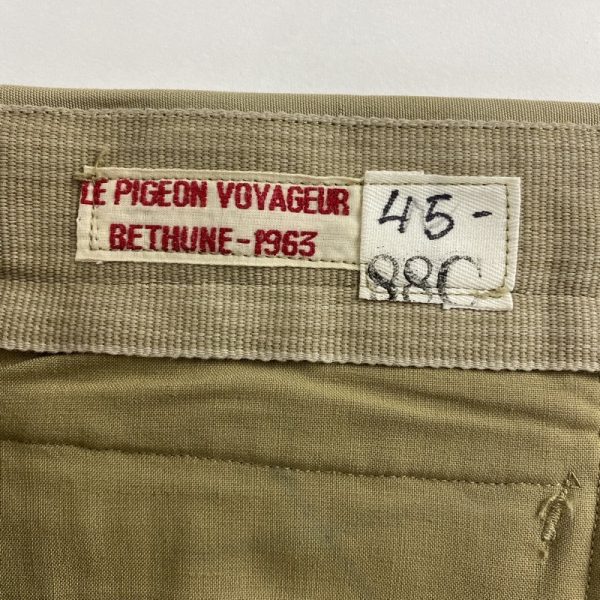 LE PIGEON VOYAGEUR
BETHUNE-1963
45-
88C